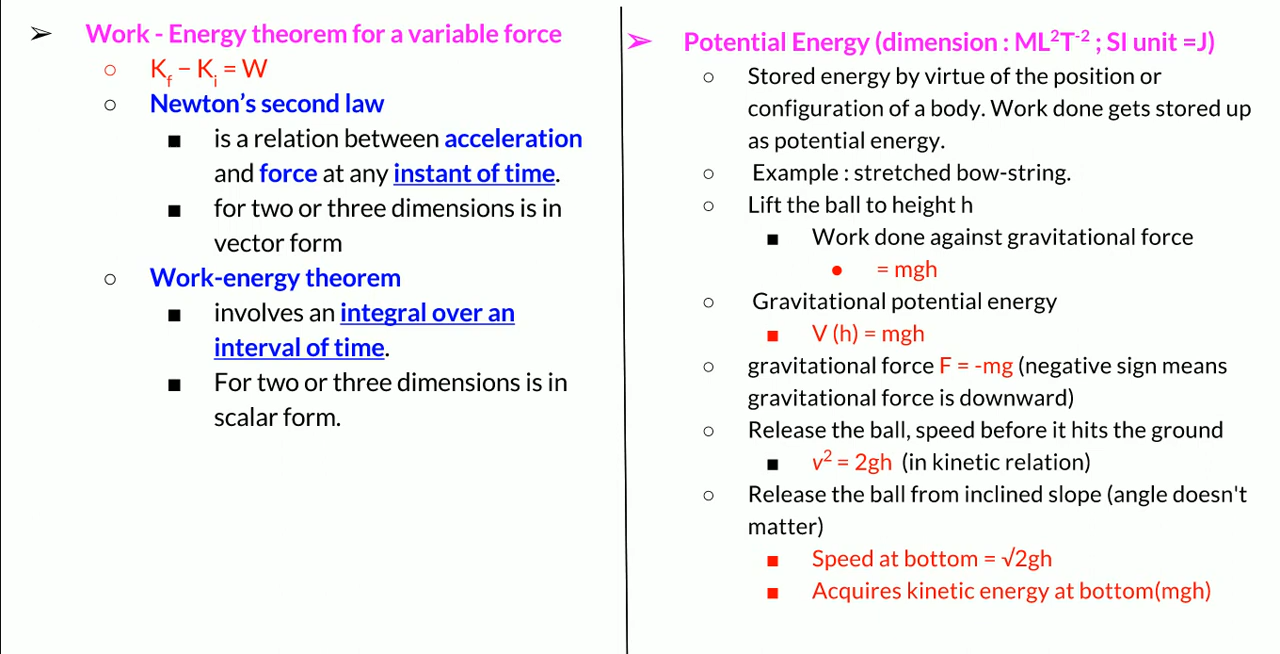 ➢ Work - Energy theorem for a variable force
○ K_f − K_i = W
○ Newton’s second law
■ is a relation between acceleration
and force at any instant of time.
■ for two or three dimensions is in
vector form
○ Work-energy theorem
■ involves an integral over an
interval of time.
■ For two or three dimensions is in
scalar form.
➢ Potential Energy (dimension : ML²T⁻² ; SI unit =J)
○ Stored energy by virtue of the position or
configuration of a body. Work done gets stored up
as potential energy.
○ Example : stretched bow-string.
○ Lift the ball to height h
■ Work done against gravitational force
● = mgh
○ Gravitational potential energy
■ V (h) = mgh
○ gravitational force F = -mg (negative sign means
gravitational force is downward)
○ Release the ball, speed before it hits the ground
■ v² = 2gh (in kinetic relation)
○ Release the ball from inclined slope (angle doesn't
matter)
■ Speed at bottom = √2gh
■ Acquires kinetic energy at bottom(mgh)